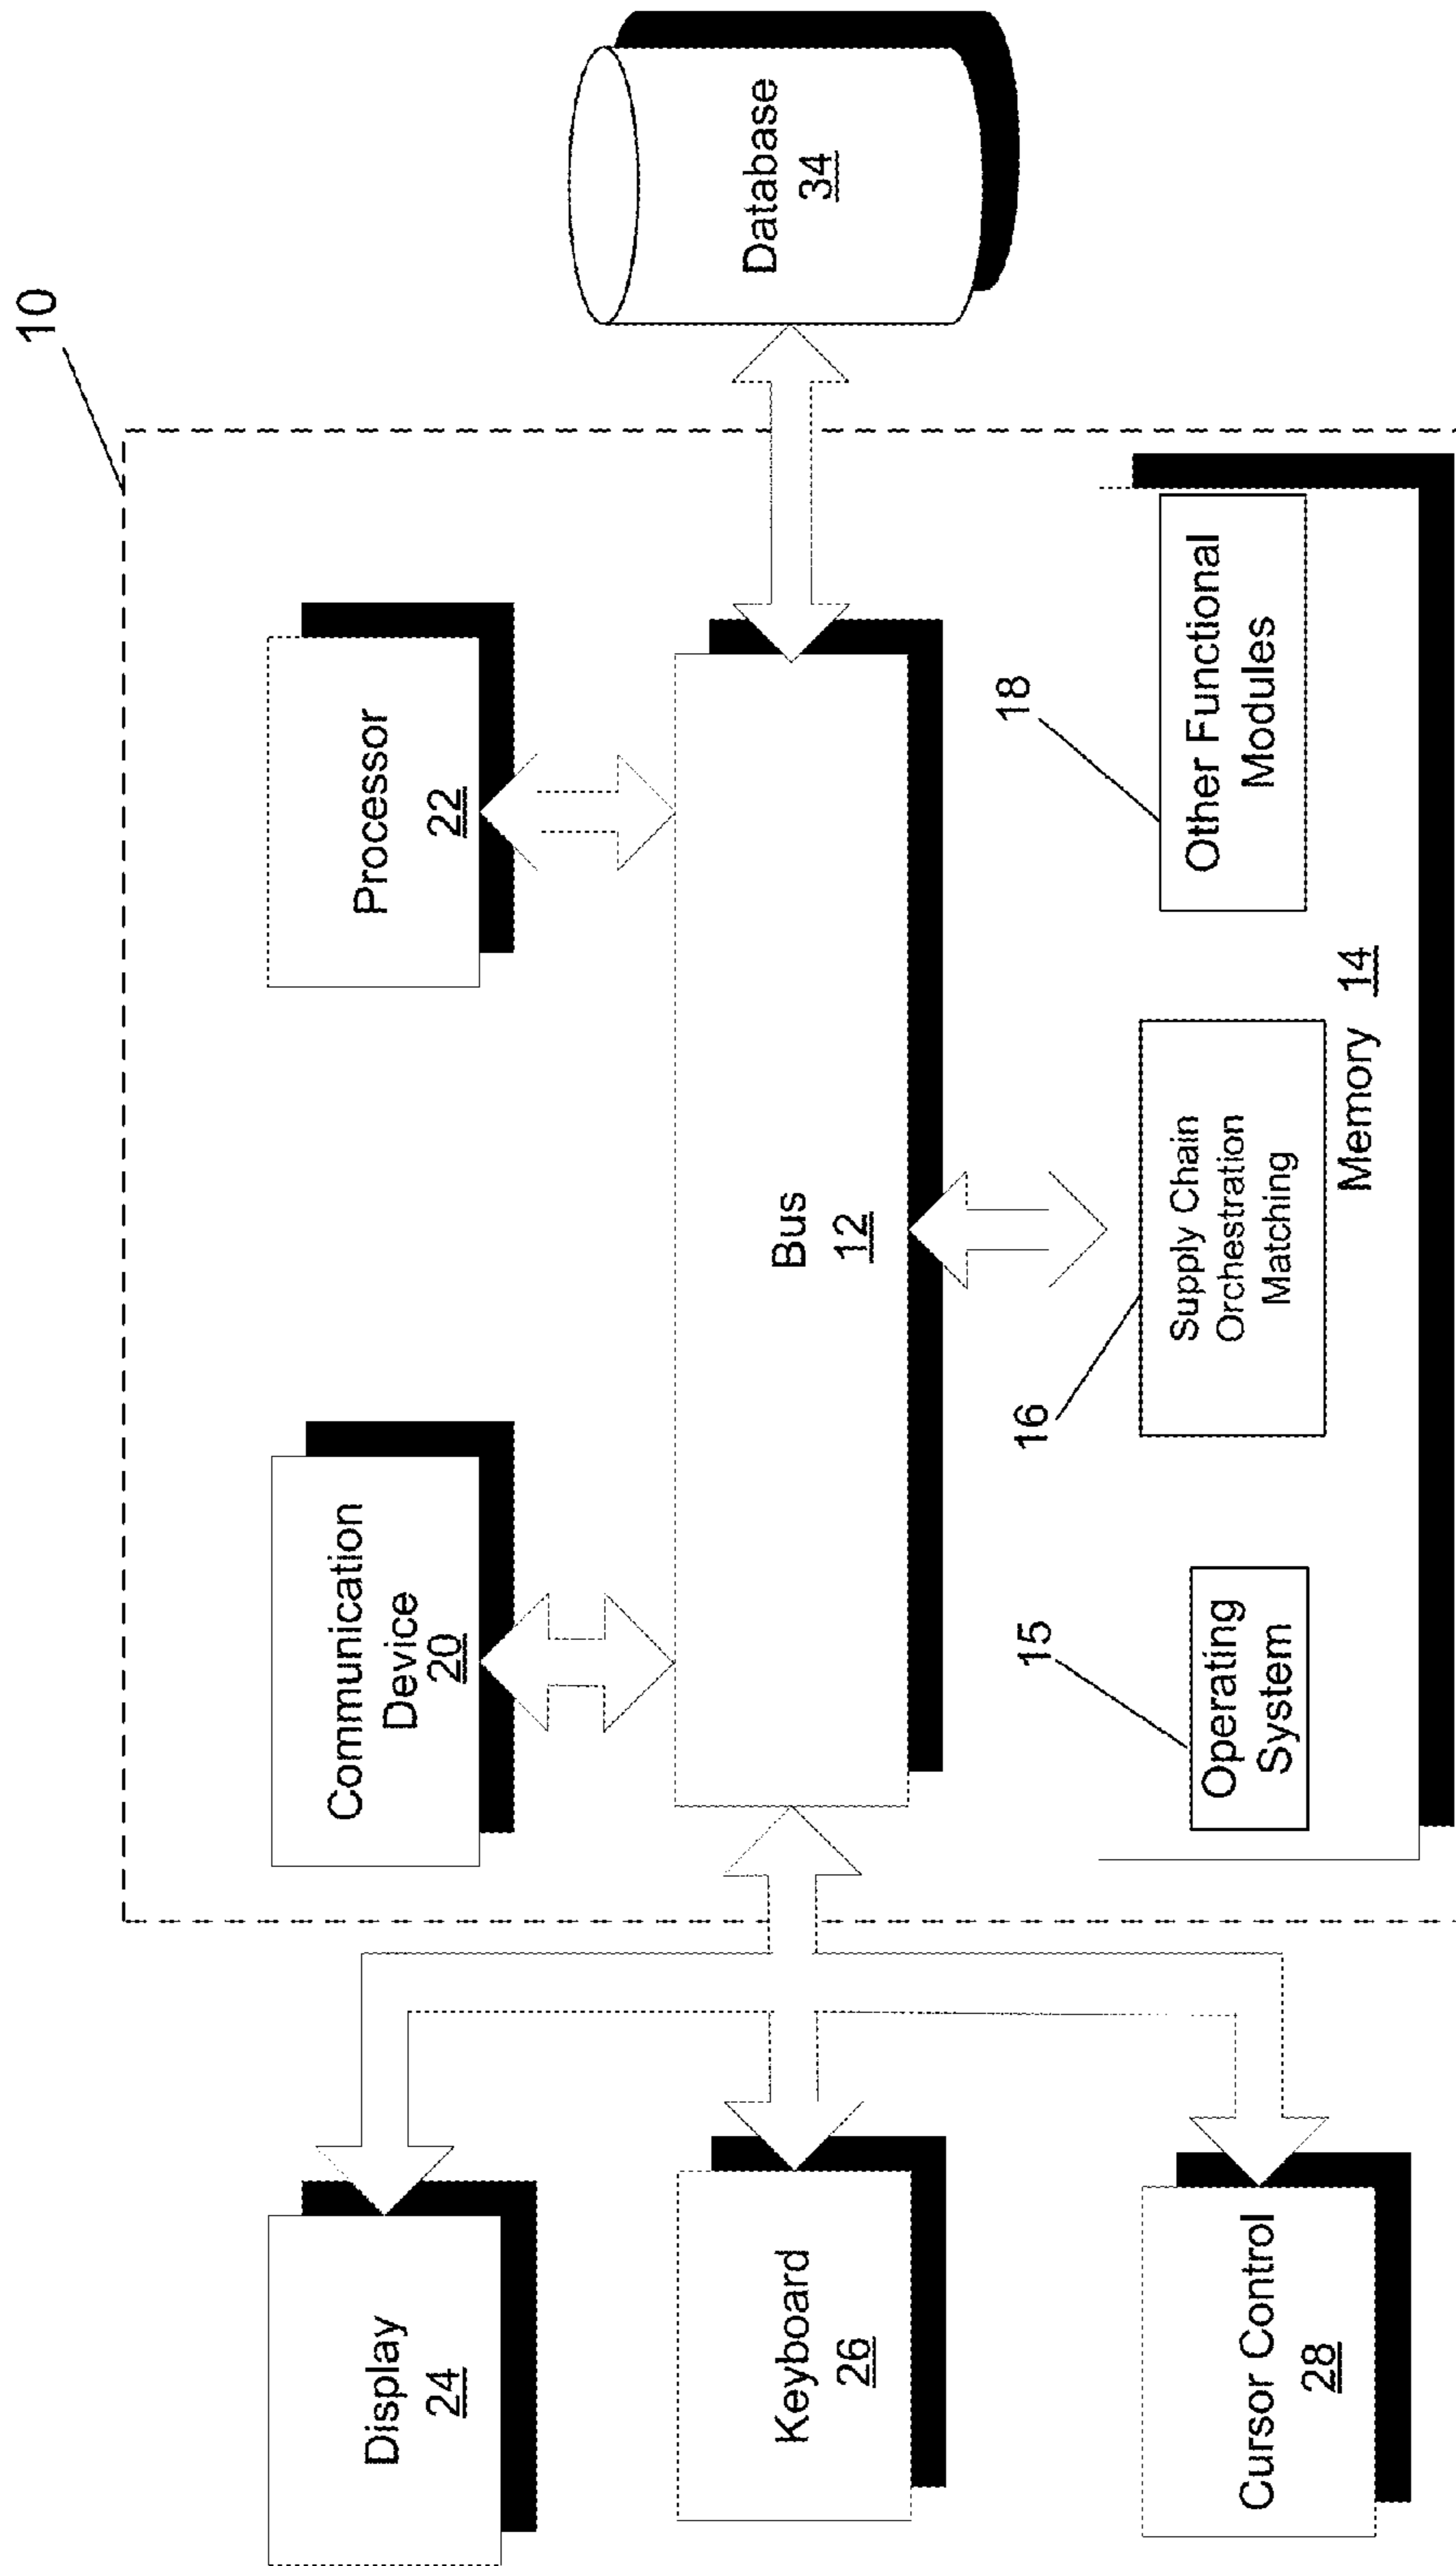 10
Communication
Device
20
Processor
22
Display
24
Keyboard
26
Bus
12
Database
34
Cursor Control
28
15
Operating
System
16
Supply Chain
Orchestration
Matching
18
Other Functional
Modules
Memory 14